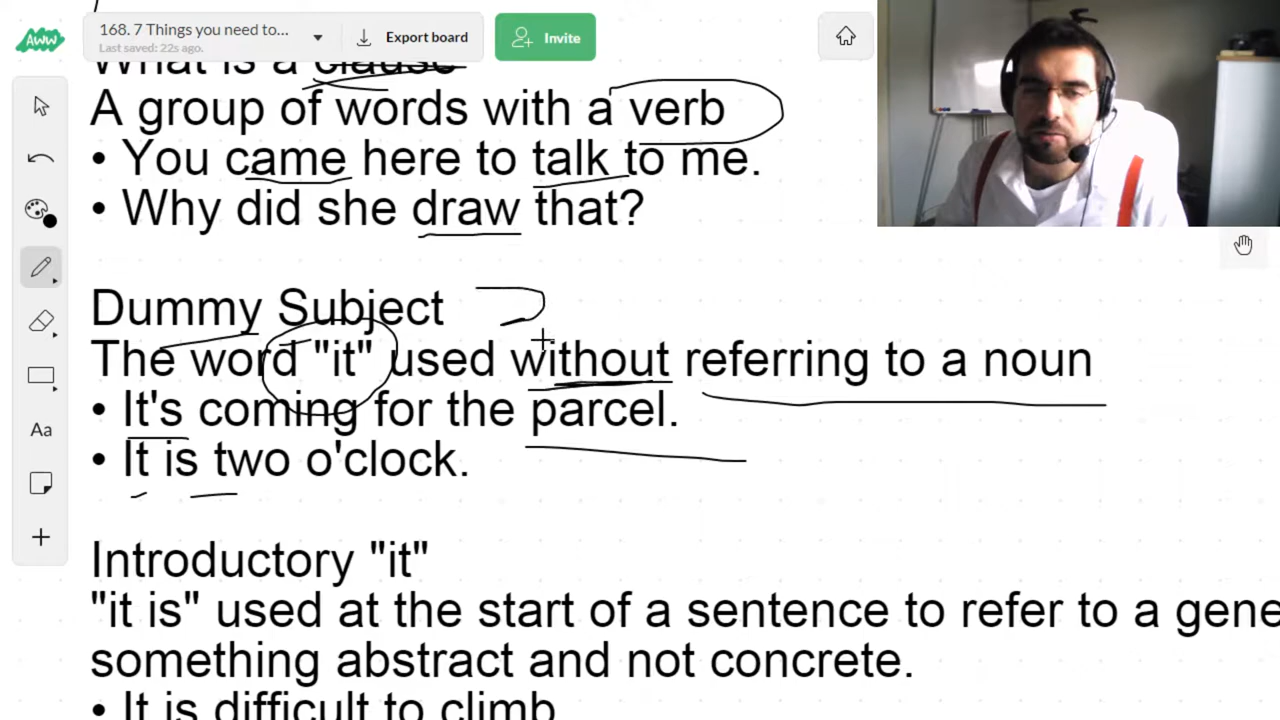 AWW
168. 7 Things you need to...
Last saved: 22s ago.
Export board
Invite
What is a clause
A group of words with a verb
• You came here to talk to me.
• Why did she draw that?
Dummy Subject
The word "it" used without referring to a noun
• It's coming for the parcel.
• It is two o'clock.
Aa
Introductory "it"
"it is" used at the start of a sentence to refer to a gene
something abstract and not concrete.
• It is difficult to climb